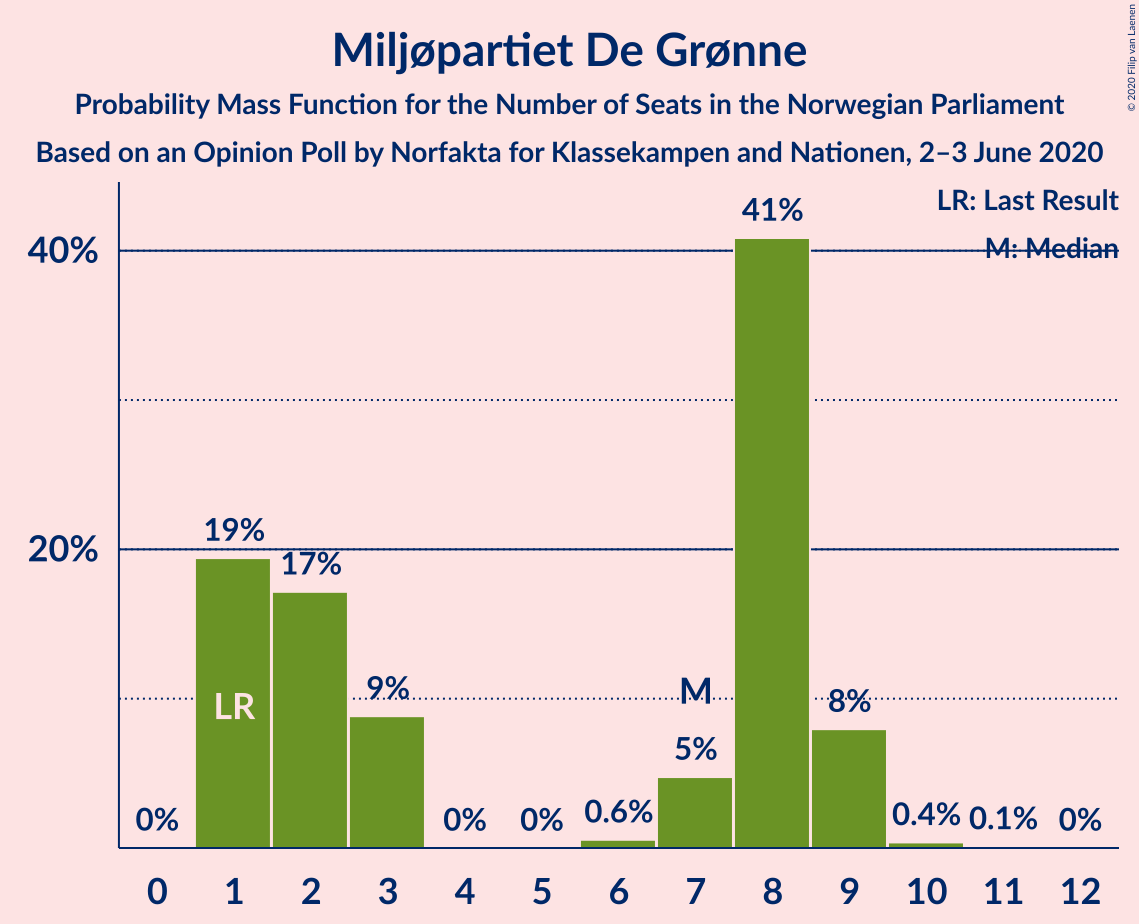 Miljøpartiet De Grønne
Probability Mass Function for the Number of Seats in the Norwegian Parliament
Based on an Opinion Poll by Norfakta for Klassekampen and Nationen, 2–3 June 2020
© 2020 Filip van Laenen
LR: Last Result
M: Median
40%
20%
0%
19%
LR
17%
9%
0%
0%
0.6%
M
5%
41%
8%
0.4%
0.1%
0%
0 1 2 3 4 5 6 7 8 9 10 11 12